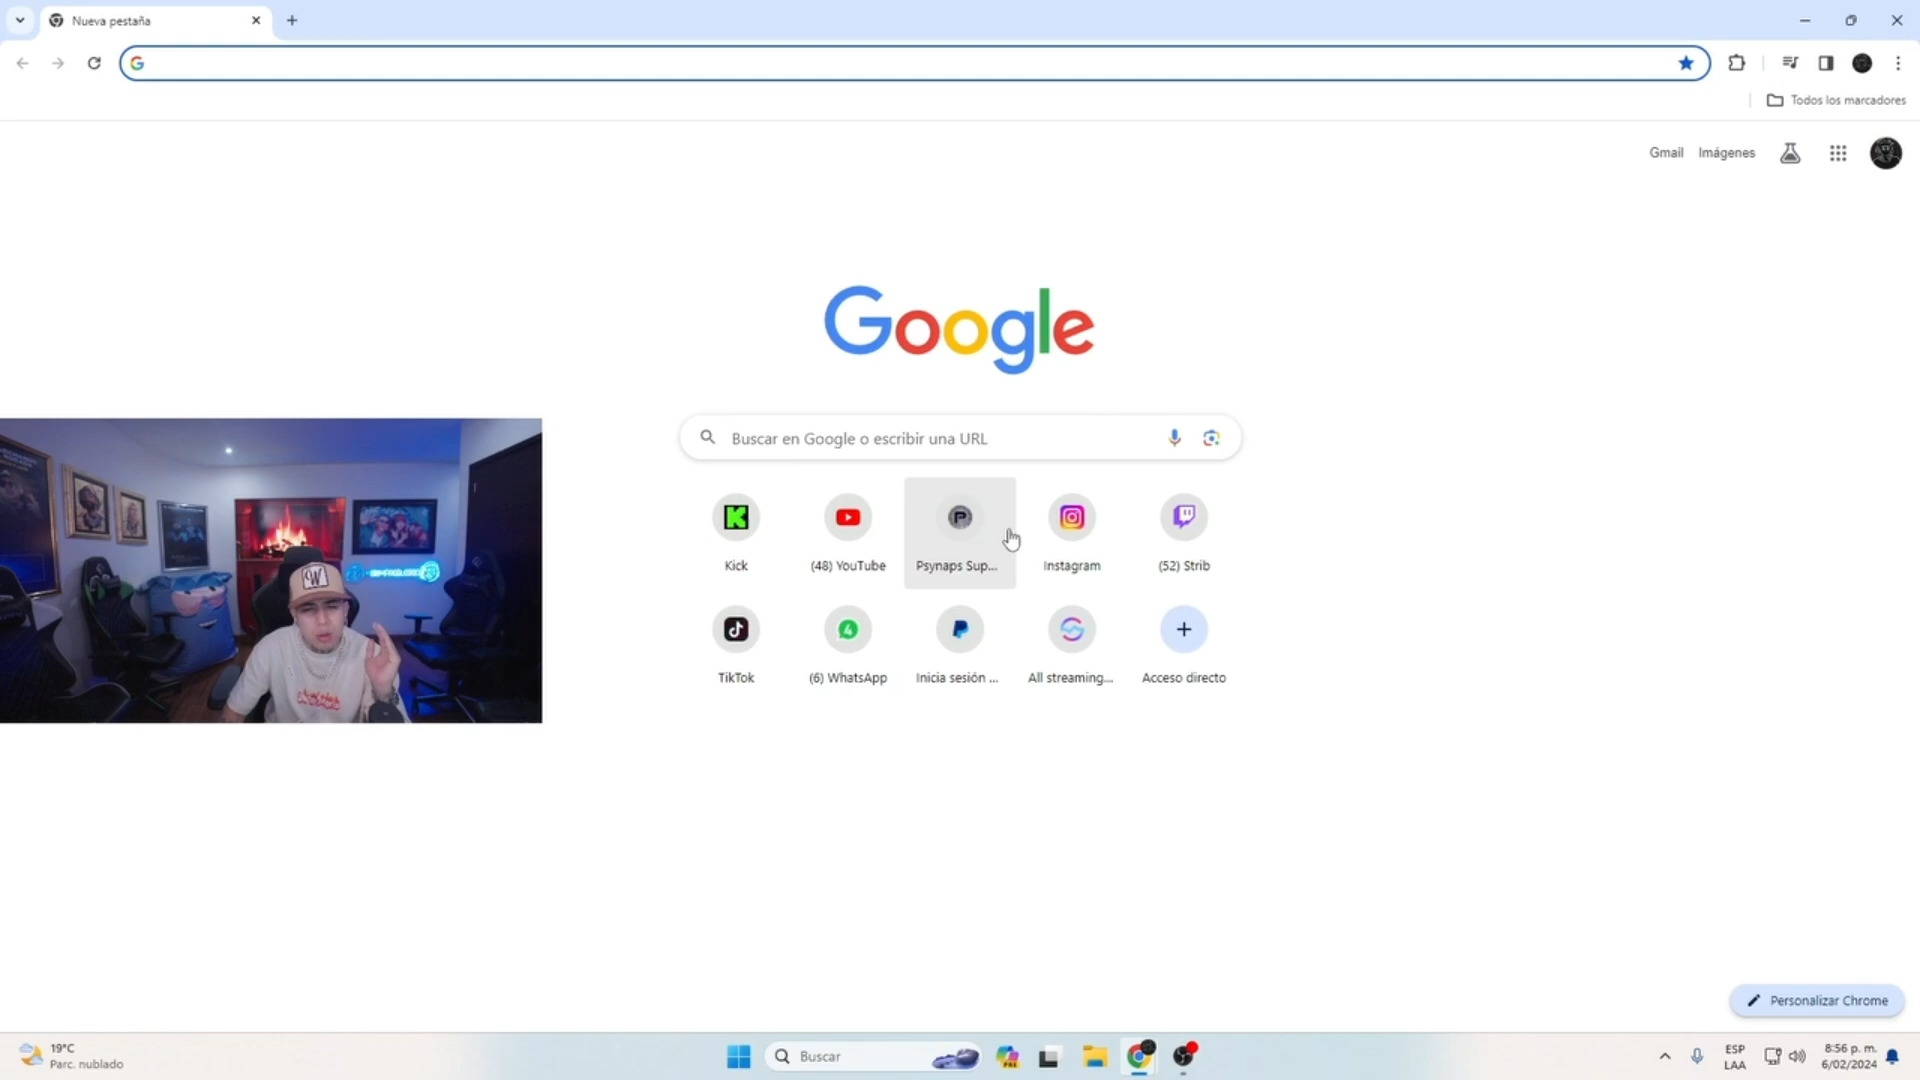 Nueva pestaña
Todos los marcadores
Gmail Imágenes
Google
Buscar en Google o escribir una URL
Kick
(48) YouTube
Psynaps Sup...
Instagram
(52) Strib
TikTok
(6) WhatsApp
Inicia sesión ...
All streaming...
Acceso directo
Personalizar Chrome
19°C
Parc. nublado
Buscar
PRE
ESP
LAA
8:56 p. m.
6/02/2024